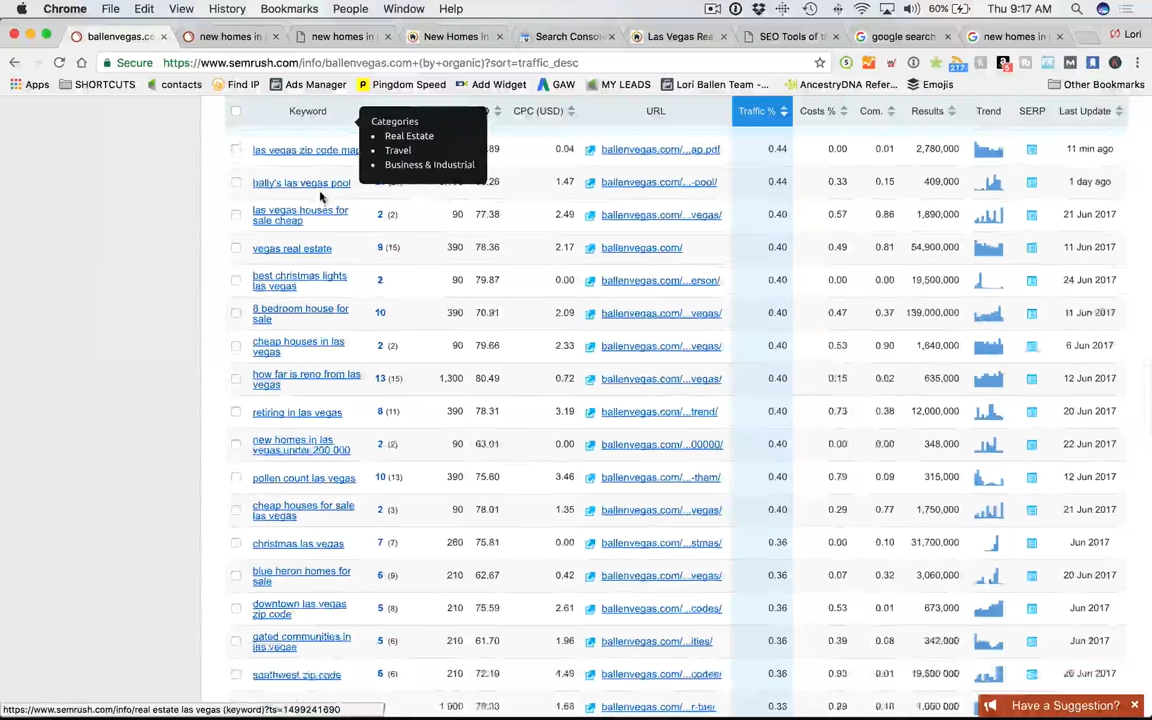 Chrome File Edit View History Bookmarks People Window Help 60% Thu 9:17 AM
ballenvegas.co new homes in new homes in New Homes In Search Conso Las Vegas Rea SEO Tools of th google search new homes in Lori
Secure https://www.semrush.com/info/ballenvegas.com+(by+organic)?sort=traffic_desc 217
Apps SHORTCUTS contacts Find IP Ads Manager Pingdom Speed Add Widget GAW MY LEADS Lori Ballen Team - AncestryDNA Refer... Emojis Other Bookmarks
Keyword CPC (USD) URL Traffic % Costs % Com. Results Trend SERP Last Update
Categories
Real Estate
Travel
Business & Industrial
las vegas zip code map .89 0.04 ballenvegas.com/...ap.pdf 0.44 0.00 0.01 2,780,000 11 min ago
bally's las vegas pool .26 1.47 ballenvegas.com/...-pool/ 0.44 0.33 0.15 409,000 1 day ago
las vegas houses for
sale cheap 2 (2) 90 77.38 2.49 ballenvegas.com/...vegas/ 0.40 0.57 0.86 1,890,000 21 Jun 2017
vegas real estate 9 (15) 390 78.36 2.17 ballenvegas.com/ 0.40 0.49 0.81 54,900,000 11 Jun 2017
best christmas lights
las vegas 2 90 79.87 0.00 ballenvegas.com/...erson/ 0.40 0.00 0.00 19,500,000 24 Jun 2017
8 bedroom house for
sale 10 390 70.91 2.09 ballenvegas.com/...vegas/ 0.40 0.47 0.37 139,000,000 11 Jun 2017
cheap houses in las
vegas 2 (2) 90 79.66 2.33 ballenvegas.com/...vegas/ 0.40 0.53 0.90 1,640,000 6 Jun 2017
how far is reno from las
vegas 13 (15) 1,300 80.49 0.72 ballenvegas.com/...vegas/ 0.40 0.15 0.02 635,000 12 Jun 2017
retiring in las vegas 8 (11) 390 78.31 3.19 ballenvegas.com/...trend/ 0.40 0.73 0.38 12,000,000 20 Jun 2017
new homes in las
vegas under 200 000 2 (2) 90 63.01 0.00 ballenvegas.com/...00000/ 0.40 0.00 0.00 348,000 22 Jun 2017
pollen count las vegas 10 (13) 390 75.60 3.46 ballenvegas.com/...-them/ 0.40 0.79 0.09 315,000 12 Jun 2017
cheap houses for sale
las vegas 2 (3) 90 78.01 1.35 ballenvegas.com/...vegas/ 0.40 0.29 0.77 1,750,000 21 Jun 2017
christmas las vegas 7 (7) 260 75.81 0.00 ballenvegas.com/...stmas/ 0.36 0.00 0.10 31,700,000 Jun 2017
blue heron homes for
sale 6 (9) 210 62.67 0.42 ballenvegas.com/...vegas/ 0.36 0.07 0.32 3,060,000 20 Jun 2017
downtown las vegas
zip code 5 (8) 210 75.59 2.61 ballenvegas.com/...codes/ 0.36 0.53 0.01 673,000 Jun 2017
gated communities in
las vegas 5 (6) 210 61.70 1.96 ballenvegas.com/...ities/ 0.36 0.39 0.08 342,000 Jun 2017
southwest zip code (6) 210 72.19 4.49 ballenvegas.com/...codes/ 0.36 0.93 0.01 Jun 2017
0.33
https://www.semrush.com/info/real estate las vegas (keyword)?ts=1499241690
Have a Suggestion?